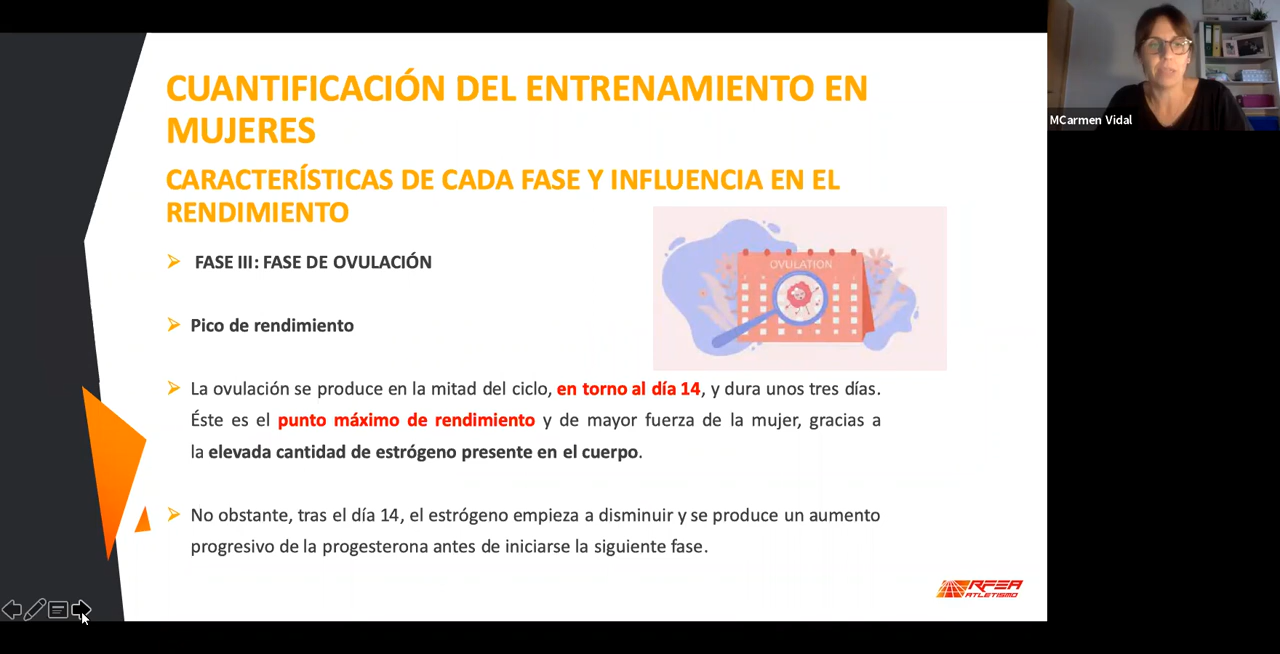 CUANTIFICACIÓN DEL ENTRENAMIENTO EN
MUJERES
CARACTERÍSTICAS DE CADA FASE Y INFLUENCIA EN EL
RENDIMIENTO
FASE III: FASE DE OVULACIÓN
OVULATION
Pico de rendimiento
La ovulación se produce en la mitad del ciclo, en torno al día 14, y dura unos tres días.
Éste es el punto máximo de rendimiento y de mayor fuerza de la mujer, gracias a
la elevada cantidad de estrógeno presente en el cuerpo.
No obstante, tras el día 14, el estrógeno empieza a disminuir y se produce un aumento
progresivo de la progesterona antes de iniciarse la siguiente fase.
RFEA
ATLETISMO
MCarmen Vidal